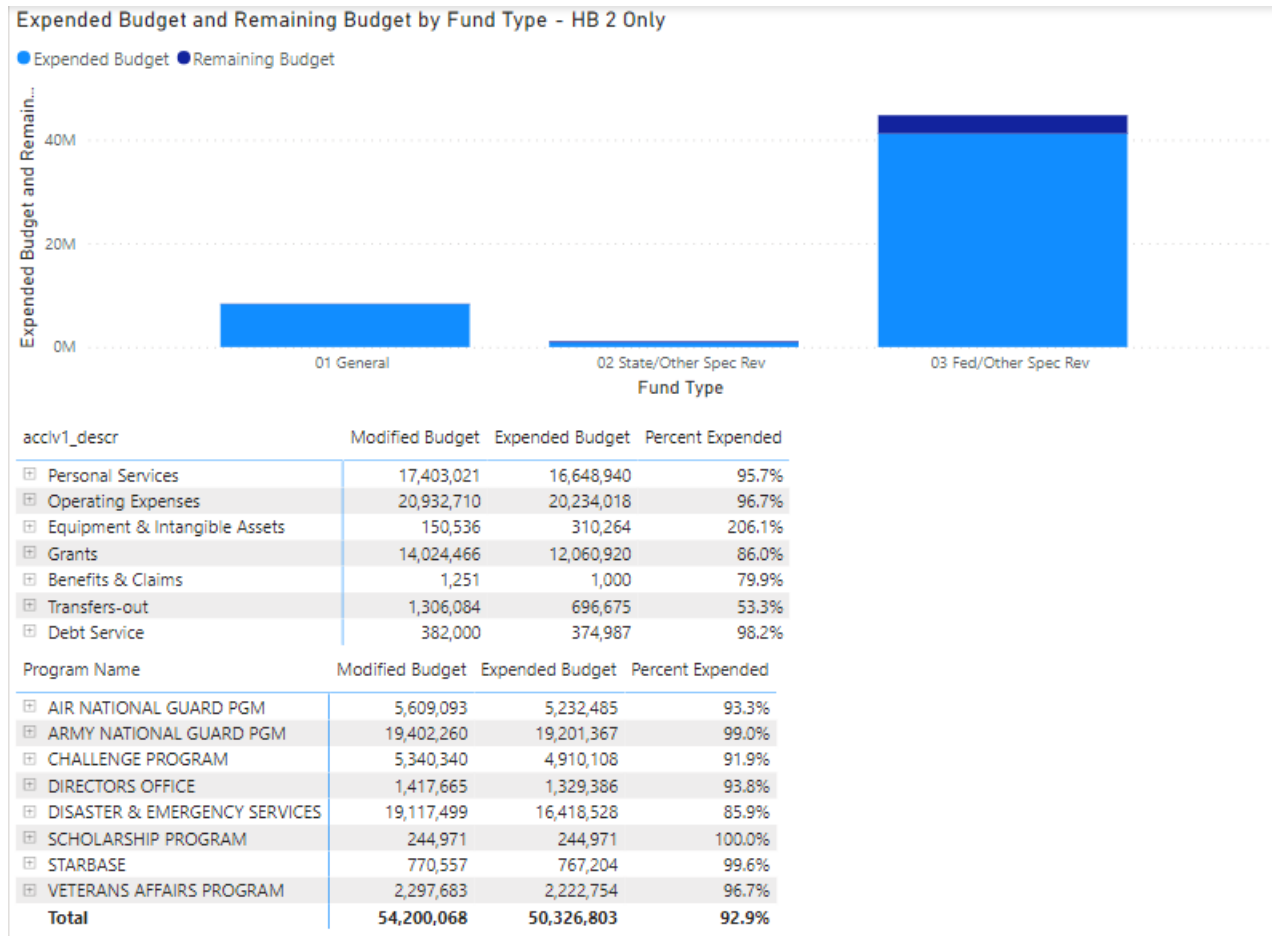 Expended Budget and Remaining Budget by Fund Type - HB 2 Only
Expended Budget Remaining Budget
Expended Budget and Remain...
40M
20M
0M
01 General 02 State/Other Spec Rev 03 Fed/Other Spec Rev
Fund Type
acclv1_descr Modified Budget Expended Budget Percent Expended
Personal Services 17,403,021 16,648,940 95.7%
Operating Expenses 20,932,710 20,234,018 96.7%
Equipment & Intangible Assets 150,536 310,264 206.1%
Grants 14,024,466 12,060,920 86.0%
Benefits & Claims 1,251 1,000 79.9%
Transfers-out 1,306,084 696,675 53.3%
Debt Service 382,000 374,987 98.2%
Program Name Modified Budget Expended Budget Percent Expended
AIR NATIONAL GUARD PGM 5,609,093 5,232,485 93.3%
ARMY NATIONAL GUARD PGM 19,402,260 19,201,367 99.0%
CHALLENGE PROGRAM 5,340,340 4,910,108 91.9%
DIRECTORS OFFICE 1,417,665 1,329,386 93.8%
DISASTER & EMERGENCY SERVICES 19,117,499 16,418,528 85.9%
SCHOLARSHIP PROGRAM 244,971 244,971 100.0%
STARBASE 770,557 767,204 99.6%
VETERANS AFFAIRS PROGRAM 2,297,683 2,222,754 96.7%
Total 54,200,068 50,326,803 92.9%